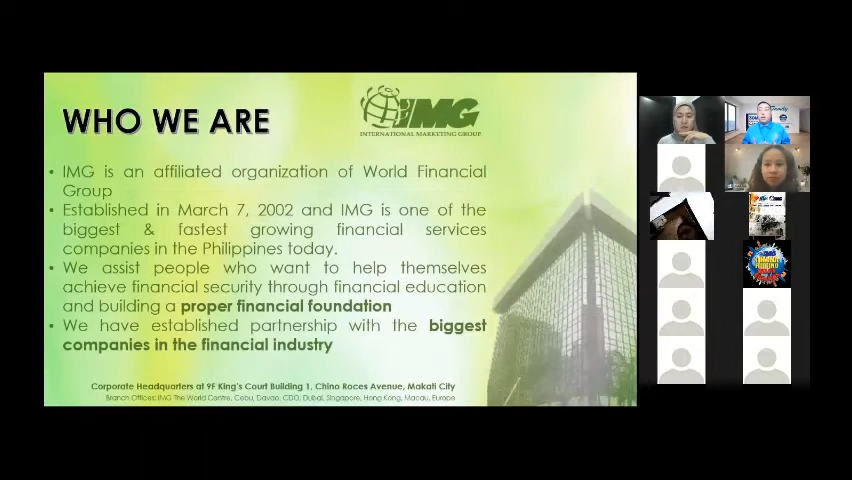 WHO WE ARE
IMG
INTERNATIONAL MARKETING GROUP
• IMG is an affiliated organization of World Financial
Group
• Established in March 7, 2002 and IMG is one of the
biggest & fastest growing financial services
companies in the Philippines today.
• We assist people who want to help themselves
achieve financial security through financial education
and building a proper financial foundation
• We have established partnership with the biggest
companies in the financial industry
Corporate Headquarters at 9F King's Court Building 1, Chino Roces Avenue, Makati City
Branch Offices: IMG The World Centre, Cebu, Davao, CDO, Dubai, Singapore, Hong Kong, Macau, Europe